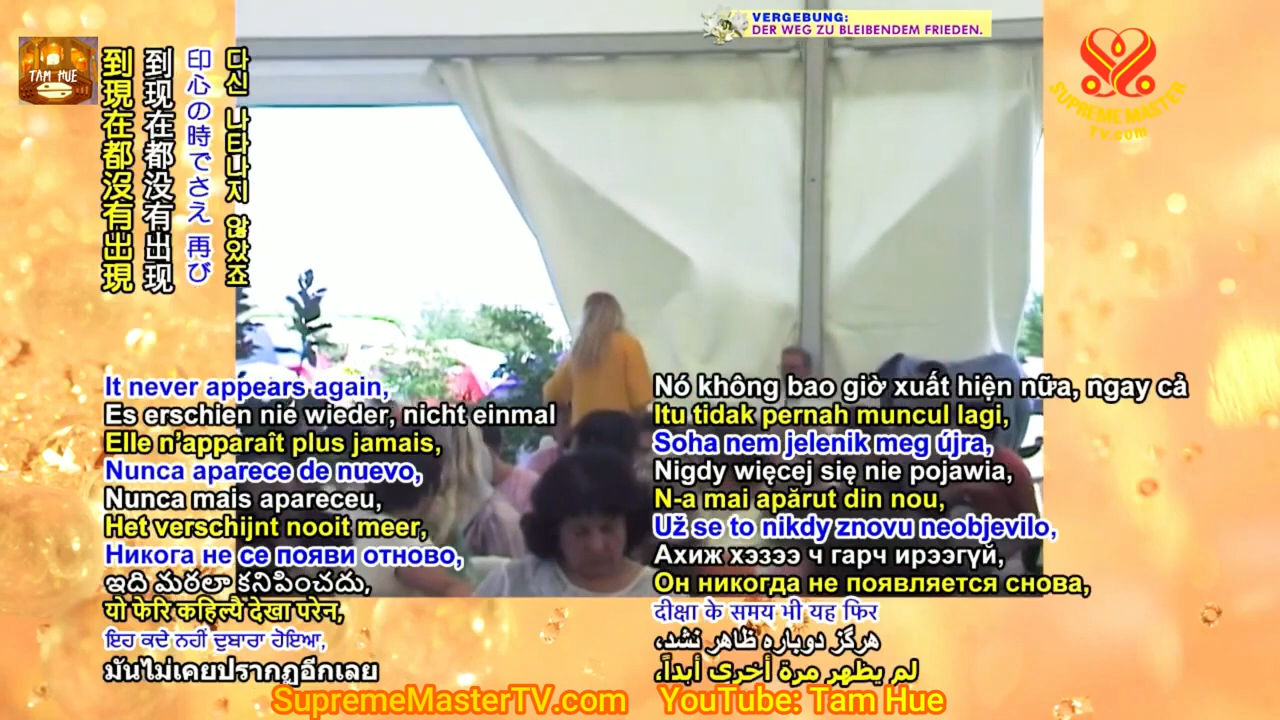 VERGEBUNG:
DER WEG ZU BLEIBENDEM FRIEDEN.
TAM HUE
SUPREME MASTER
TV.com
到現在都沒有出現
到现在都没有出现
印心の時でさえ 再び
다신 나타나지 않았죠
It never appears again,
Es erschien nie wieder, nicht einmal
Elle n'apparaît plus jamais,
Nunca aparece de nuevo,
Nunca mais apareceu,
Het verschijnt nooit meer,
Никога не се появи отново,
ఇది మరలా కనిపించదు,
यो फेरि कहिल्यै देखा परेन,
ਇਹ ਕਦੇ ਨਹੀਂ ਦੁਬਾਰਾ ਹੋਇਆ,
มันไม่เคยปรากฏอีกเลย
Nó không bao giờ xuất hiện nữa, ngay cả
Itu tidak pernah muncul lagi,
Soha nem jelenik meg újra,
Nigdy więcej się nie pojawia,
N-a mai apărut din nou,
Už se to nikdy znovu neobjevilo,
Ахиж хэзээ ч гарч ирээгүй,
Он никогда не появляется снова,
दीक्षा के समय भी यह फिर
هرگز دوباره ظاهر نشد،
لم يظهر مرة أخرى أبداً،
SupremeMasterTV.com YouTube: Tam Hue